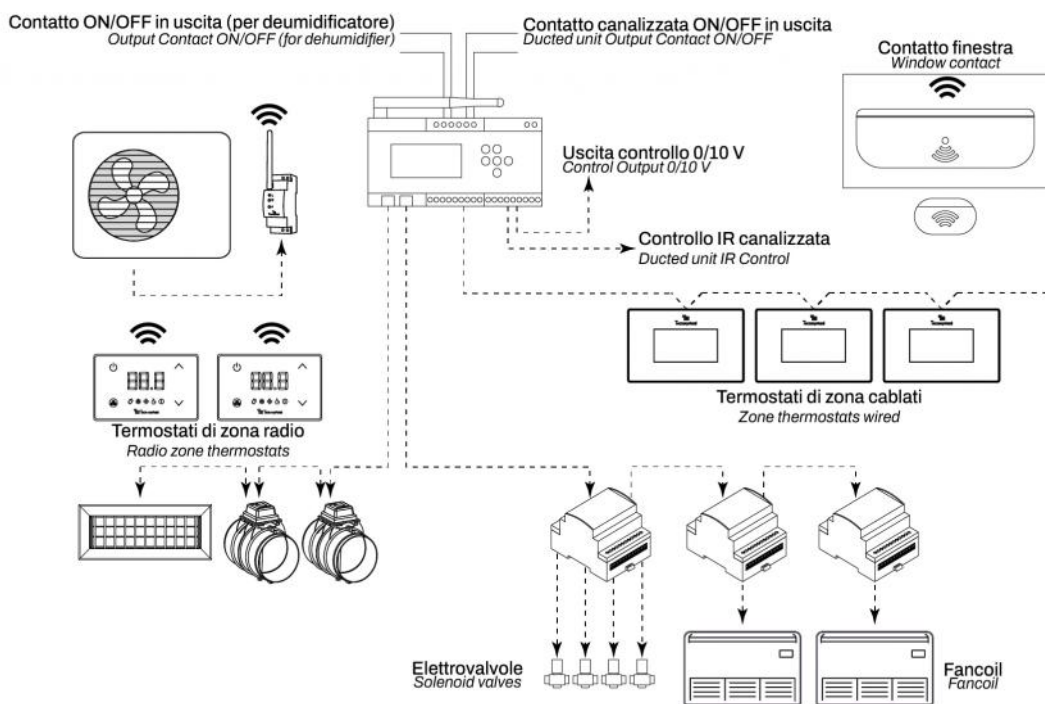 Contatto ON/OFF in uscita (per deumidificatore)
Output Contact ON/OFF (for dehumidifier)
Contatto canalizzata ON/OFF in uscita
Ducted unit Output Contact ON/OFF
Contatto finestra
Window contact
Uscita controllo 0/10 V
Control Output 0/10 V
Controllo IR canalizzata
Ducted unit IR Control
Termostati di zona cablati
Zone thermostats wired
Termostati di zona radio
Radio zone thermostats
Elettrovalvole
Solenoid valves
Fancoil
Fancoil